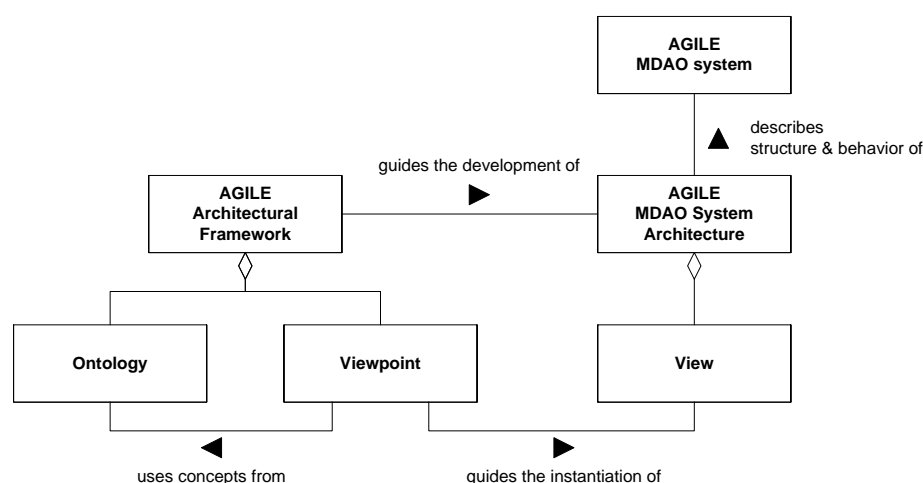 AGILE
MDAO system
describes
structure & behavior of
guides the development of
AGILE
Architectural
Framework
AGILE
MDAO System
Architecture
Ontology
Viewpoint
View
uses concepts from
guides the instantiation of